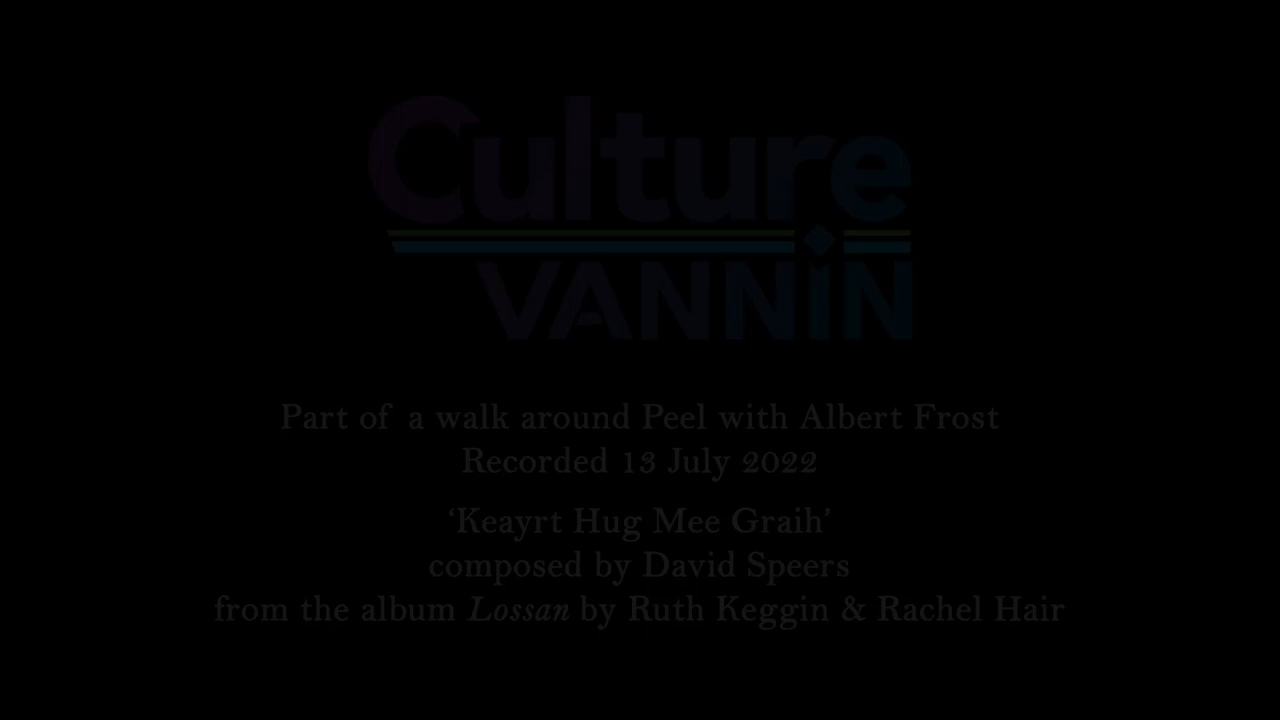 Culture
VANNIN
Part of a walk around Peel with Albert Frost
Recorded 13 July 2022
‘Keayrt Hug Mee Graih’
composed by David Speers
from the album Lossan by Ruth Keggin & Rachel Hair